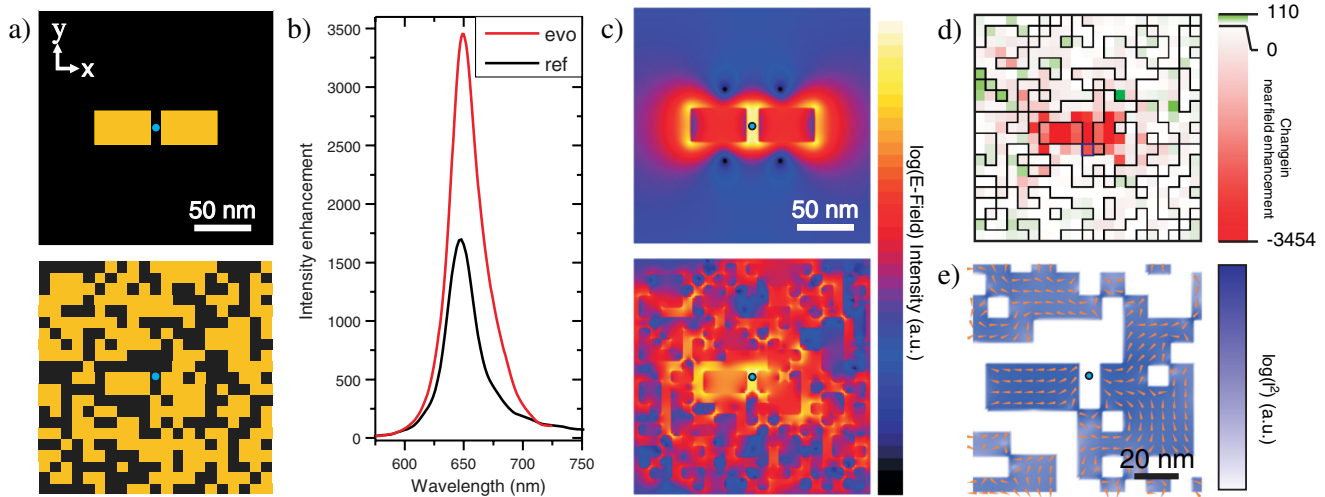 a)
y
x
50 nm
b)
Intensity enhancement
3500
3000
2500
2000
1500
1000
500
0
evo
ref
600
650
700
750
Wavelength (nm)
c)
50 nm
log(E-Field) Intensity (a.u.)
d)
110
0
-3454
Changein
nearfield enhancement
e)
20 nm
log(I²) (a.u.)